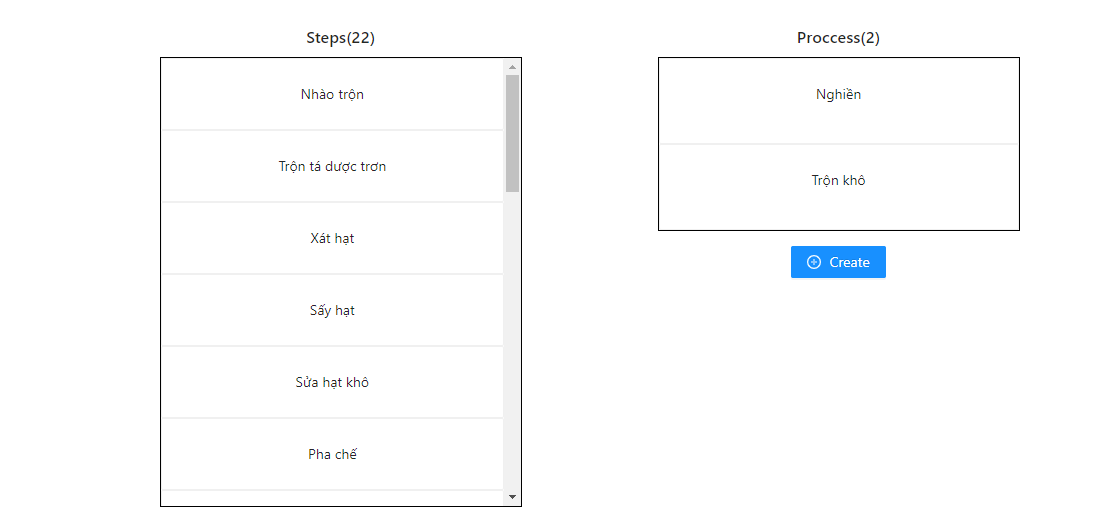 Steps(22)
Nhào trộn
Trộn tá dược trơn
Xát hạt
Sấy hạt
Sửa hạt khô
Pha chế
Proccess(2)
Nghiền
Trộn khô
Create